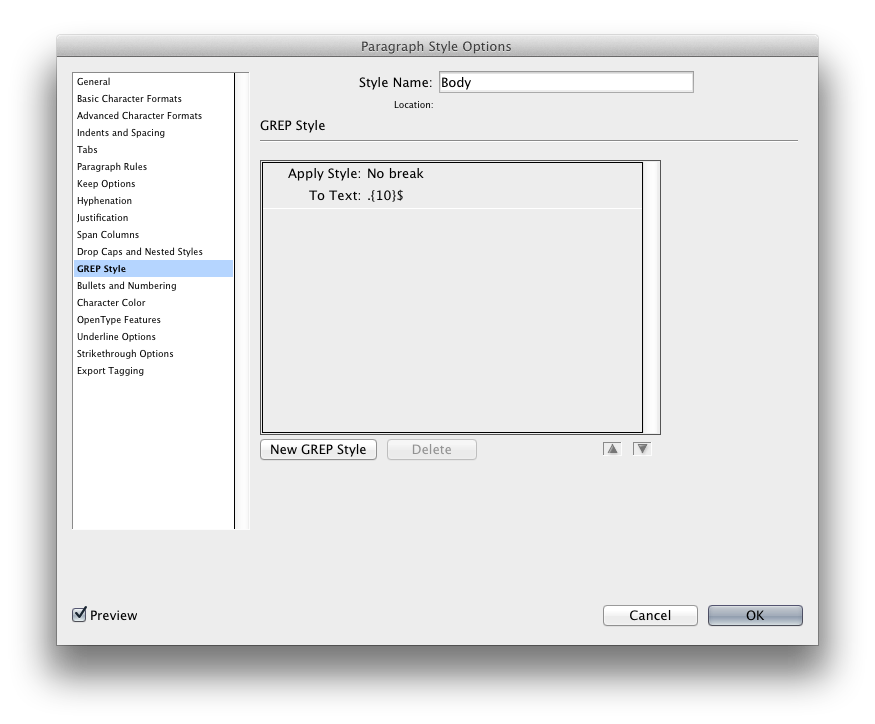 Paragraph Style Options
General
Basic Character Formats
Advanced Character Formats
Indents and Spacing
Tabs
Paragraph Rules
Keep Options
Hyphenation
Justification
Span Columns
Drop Caps and Nested Styles
GREP Style
Bullets and Numbering
Character Color
OpenType Features
Underline Options
Strikethrough Options
Export Tagging
Style Name: Body
Location:
GREP Style
Apply Style: No break
To Text: .{10}$
New GREP Style
Delete
Preview
Cancel
OK